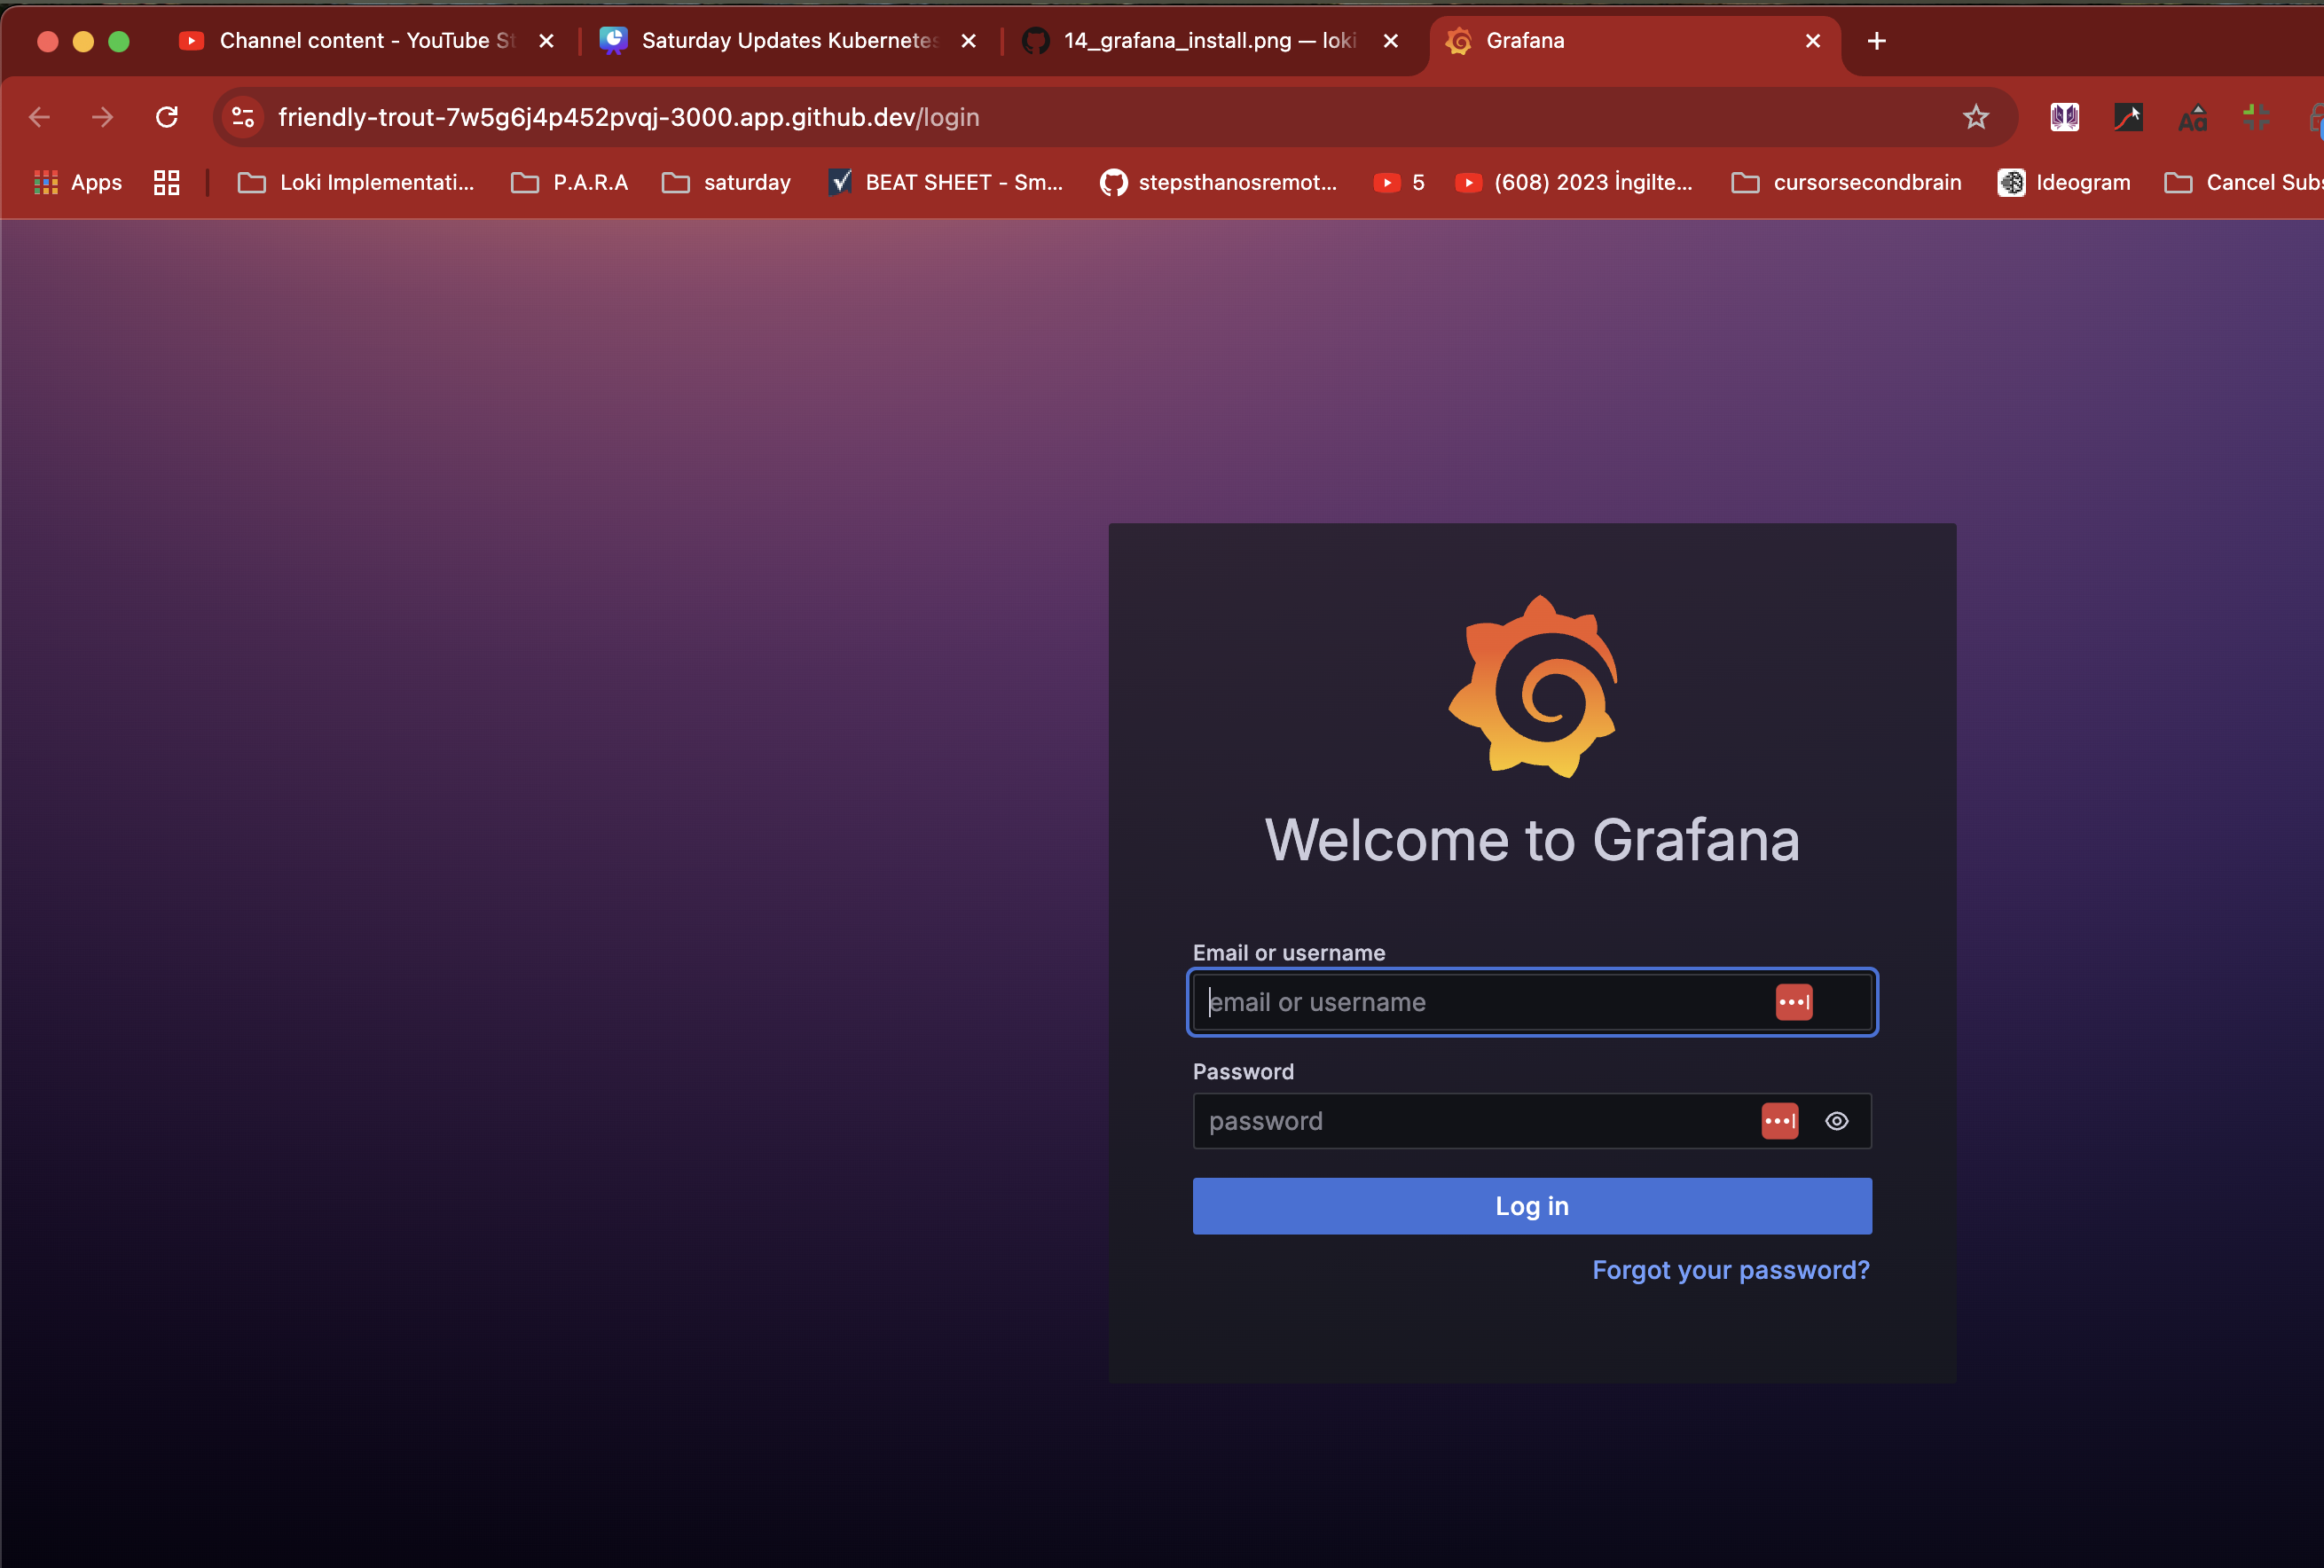 Channel content - YouTube St
Saturday Updates Kubernetes
14_grafana_install.png — loki
Grafana
friendly-trout-7w5g6j4p452pvqj-3000.app.github.dev/login
Apps
Loki Implementati...
P.A.R.A
saturday
BEAT SHEET - Sm...
stepsthanosremot...
5
(608) 2023 İngilte...
cursorsecondbrain
Ideogram
Cancel Subs
Welcome to Grafana
Email or username
email or username
Password
password
Log in
Forgot your password?